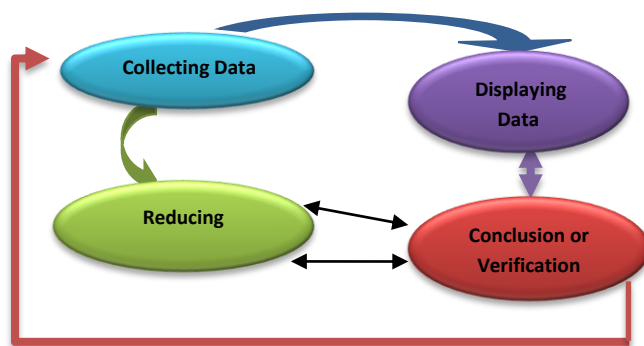 Collecting Data
Displaying
Data
Reducing
Conclusion or
Verification